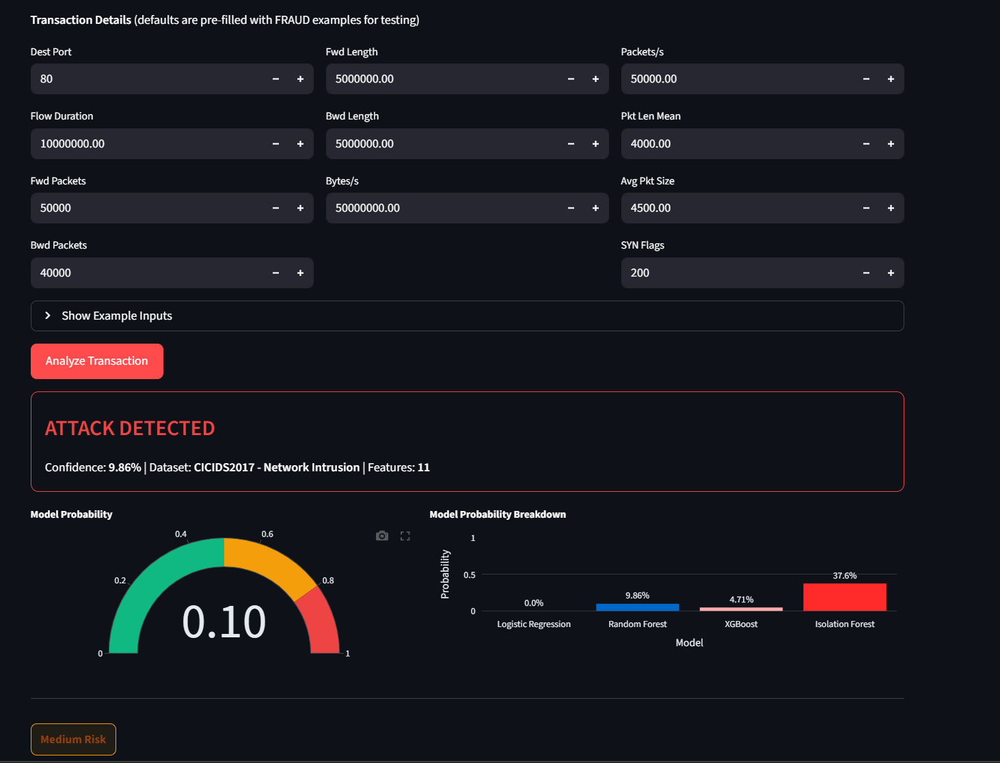 Transaction Details (defaults are pre-filled with FRAUD examples for testing)
Dest Port
Fwd Length
Packets/s
80
5000000.00
50000.00
Flow Duration
Bwd Length
Pkt Len Mean
10000000.00
5000000.00
4000.00
Fwd Packets
Bytes/s
Avg Pkt Size
50000
50000000.00
4500.00
Bwd Packets
SYN Flags
40000
200
Show Example Inputs
Analyze Transaction
ATTACK DETECTED
Confidence: 9.86% | Dataset: CICIDS2017 - Network Intrusion | Features: 11
Model Probability
0
0.2
0.4
0.6
0.8
1
0.10
Model Probability Breakdown
Probability
1
0.5
0
0.0%
9.86%
4.71%
37.6%
Logistic Regression
Random Forest
XGBoost
Isolation Forest
Model
Medium Risk